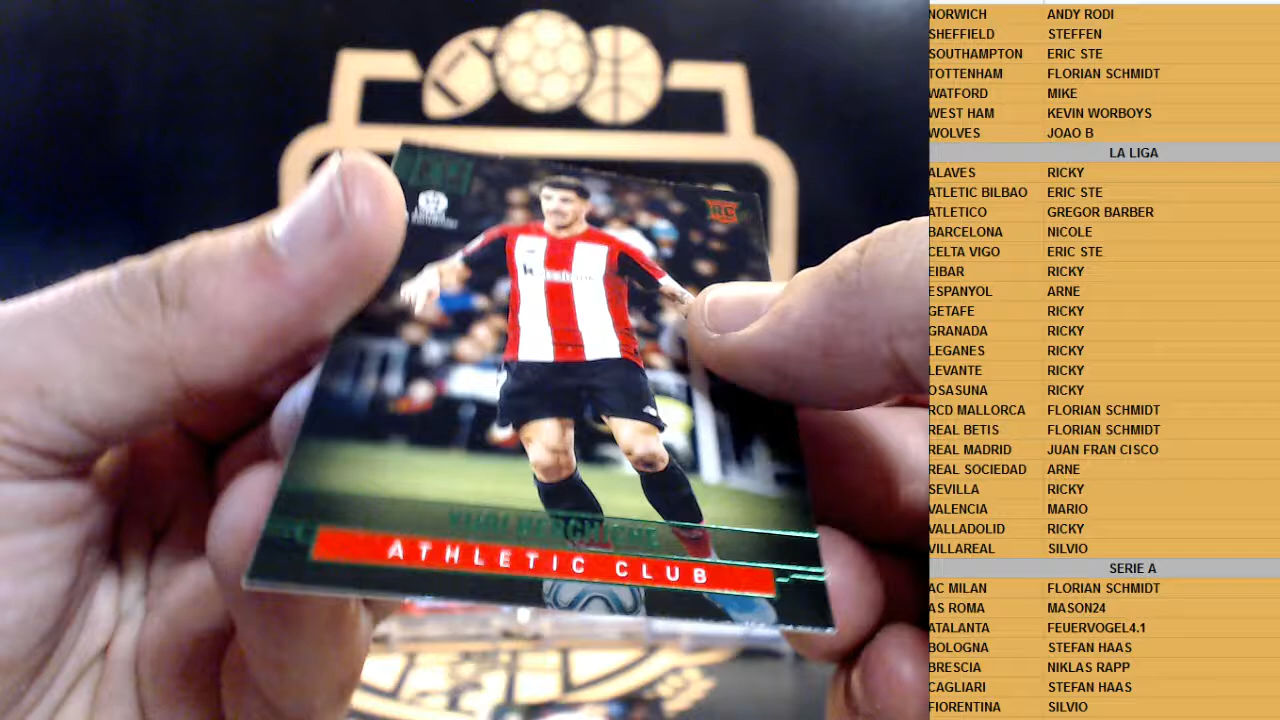 RC
YURI BERCHICHE
ATHLETIC CLUB
NORWICH ANDY RODI
SHEFFIELD STEFFEN
SOUTHAMPTON ERIC STE
TOTTENHAM FLORIAN SCHMIDT
WATFORD MIKE
WEST HAM KEVIN WORBOYS
WOLVES JOAO B
LA LIGA
ALAVES RICKY
ATLETIC BILBAO ERIC STE
ATLETICO GREGOR BARBER
BARCELONA NICOLE
CELTA VIGO ERIC STE
EIBAR RICKY
ESPANYOL ARNE
GETAFE RICKY
GRANADA RICKY
LEGANES RICKY
LEVANTE RICKY
OSASUNA RICKY
RCD MALLORCA FLORIAN SCHMIDT
REAL BETIS FLORIAN SCHMIDT
REAL MADRID JUAN FRAN CISCO
REAL SOCIEDAD ARNE
SEVILLA RICKY
VALENCIA MARIO
VALLADOLID RICKY
VILLAREAL SILVIO
SERIE A
AC MILAN FLORIAN SCHMIDT
AS ROMA MASON24
ATALANTA FEUERVOGEL4.1
BOLOGNA STEFAN HAAS
BRESCIA NIKLAS RAPP
CAGLIARI STEFAN HAAS
FIORENTINA SILVIO